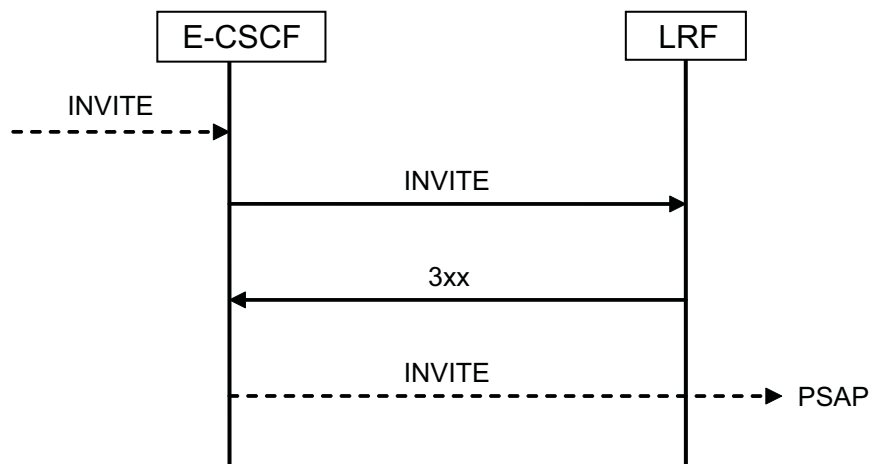 E-CSCF
LRF
INVITE
INVITE
3xx
INVITE
PSAP